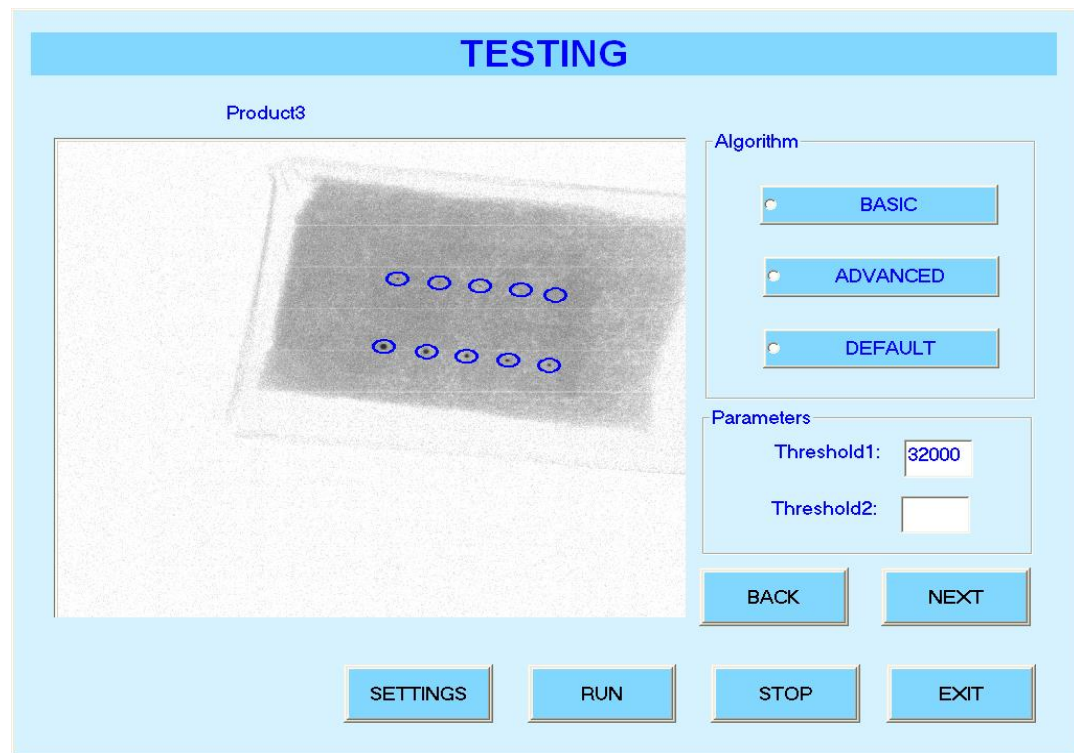 TESTING
Product3
Algorithm
BASIC
ADVANCED
DEFAULT
Parameters
Threshold1: 32000
Threshold2:
BACK NEXT
SETTINGS RUN STOP EXIT